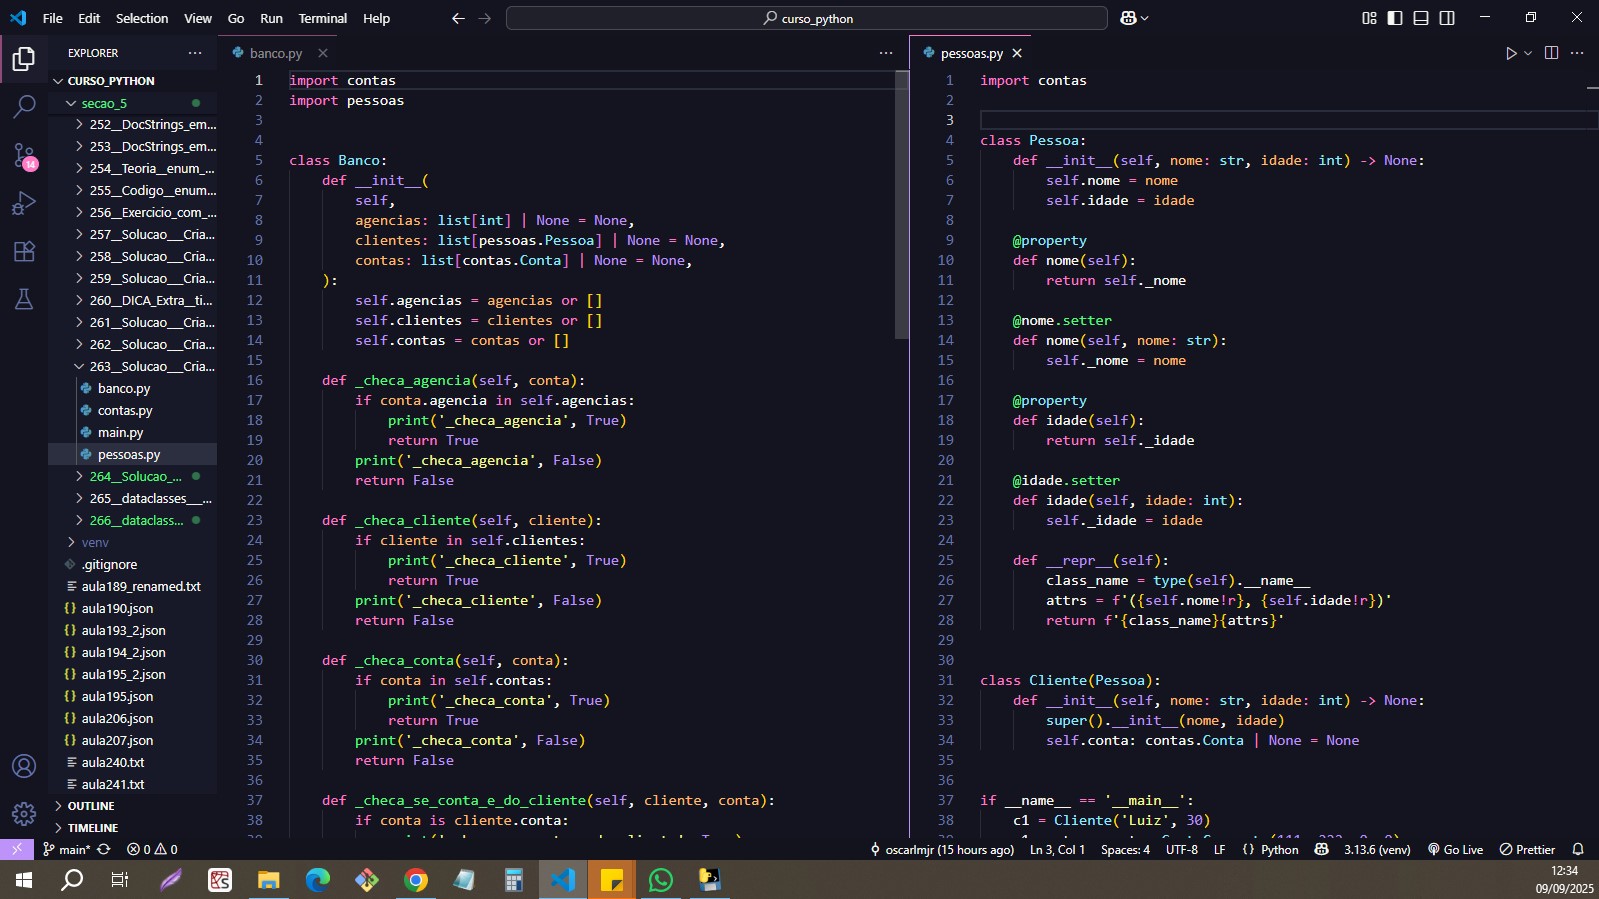 File Edit Selection View Go Run Terminal Help
curso_python
EXPLORER
CURSO_PYTHON
secao_5
252__DocStrings_em...
253__DocStrings_em...
254__Teoria__enum_...
255__Codigo__enum...
256__Exercicio_com_...
257__Solucao___Cria...
258__Solucao___Cria...
259__Solucao___Cria...
260__DICA_Extra__ti...
261__Solucao___Cria...
262__Solucao___Cria...
263__Solucao___Cria...
banco.py
contas.py
main.py
pessoas.py
264__Solucao_...
265__dataclasses___...
266__dataclass...
venv
.gitignore
aula189_renamed.txt
aula190.json
aula193_2.json
aula194_2.json
aula195_2.json
aula195.json
aula206.json
aula207.json
aula240.txt
aula241.txt
OUTLINE
TIMELINE
14
banco.py
1 import contas
2 import pessoas
3
4
5 class Banco:
6 def __init__(
7 self,
8 agencias: list[int] | None = None,
9 clientes: list[pessoas.Pessoa] | None = None,
10 contas: list[contas.Conta] | None = None,
11 ):
12 self.agencias = agencias or []
13 self.clientes = clientes or []
14 self.contas = contas or []
15
16 def _checa_agencia(self, conta):
17 if conta.agencia in self.agencias:
18 print('_checa_agencia', True)
19 return True
20 print('_checa_agencia', False)
21 return False
22
23 def _checa_cliente(self, cliente):
24 if cliente in self.clientes:
25 print('_checa_cliente', True)
26 return True
27 print('_checa_cliente', False)
28 return False
29
30 def _checa_conta(self, conta):
31 if conta in self.contas:
32 print('_checa_conta', True)
33 return True
34 print('_checa_conta', False)
35 return False
36
37 def _checa_se_conta_e_do_cliente(self, cliente, conta):
38 if conta is cliente.conta:
pessoas.py
1 import contas
2
3
4 class Pessoa:
5 def __init__(self, nome: str, idade: int) -> None:
6 self.nome = nome
7 self.idade = idade
8
9 @property
10 def nome(self):
11 return self._nome
12
13 @nome.setter
14 def nome(self, nome: str):
15 self._nome = nome
16
17 @property
18 def idade(self):
19 return self._idade
20
21 @idade.setter
22 def idade(self, idade: int):
23 self._idade = idade
24
25 def __repr__(self):
26 class_name = type(self).__name__
27 attrs = f'({self.nome!r}, {self.idade!r})'
28 return f'{class_name}{attrs}'
29
30
31 class Cliente(Pessoa):
32 def __init__(self, nome: str, idade: int) -> None:
33 super().__init__(nome, idade)
34 self.conta: contas.Conta | None = None
35
36
37 if __name__ == '__main__':
38 c1 = Cliente('Luiz', 30)
main* 0 0 oscarlmjr (15 hours ago) Ln 3, Col 1 Spaces: 4 UTF-8 LF Python 3.13.6 (venv) Go Live Prettier
12:34
09/09/2025